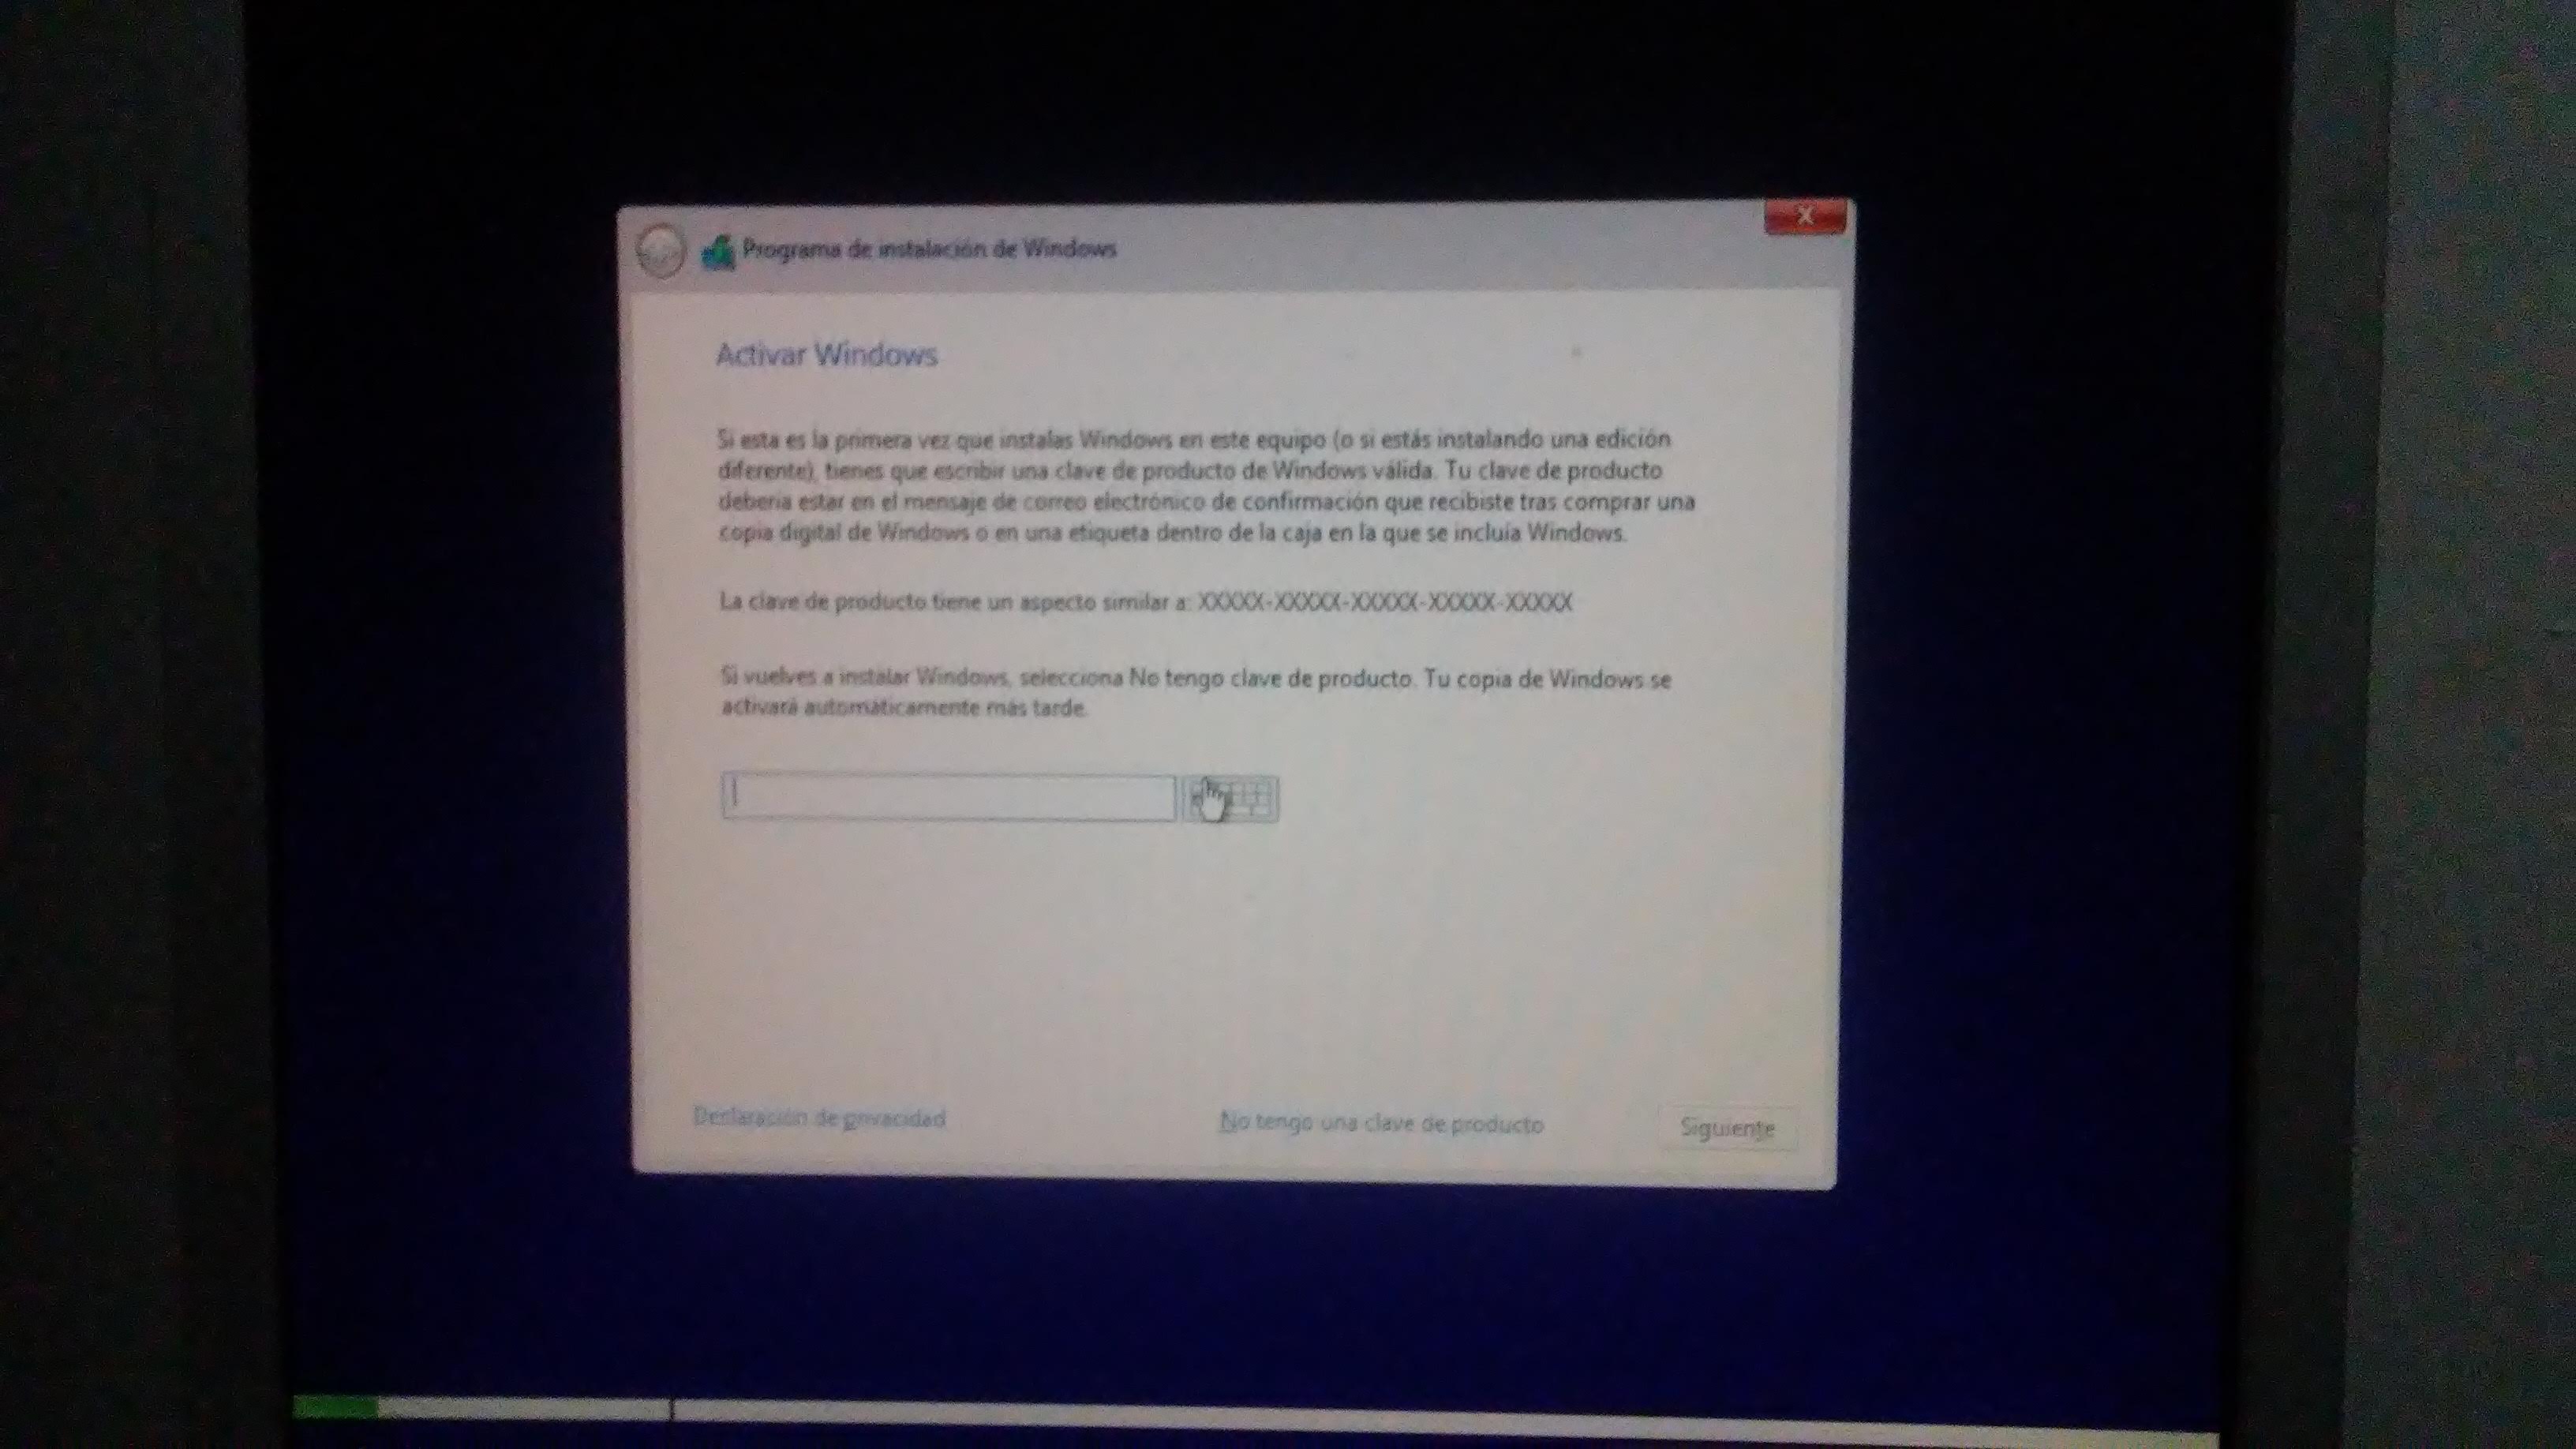 Programa de instalación de Windows
Activar Windows
Si esta es la primera vez que instalas Windows en este equipo (o si estás instalando una edición
diferente), tienes que escribir una clave de producto de Windows válida. Tu clave de producto
debería estar en el mensaje de correo electrónico de confirmación que recibiste tras comprar una
copia digital de Windows o en una etiqueta dentro de la caja en la que se incluía Windows.
La clave de producto tiene un aspecto similar a: XXXXX-XXXXX-XXXXX-XXXXX-XXXXX
Si vuelves a instalar Windows, selecciona No tengo clave de producto. Tu copia de Windows se
activará automáticamente más tarde.
Declaración de privacidad
No tengo una clave de producto
Siguiente